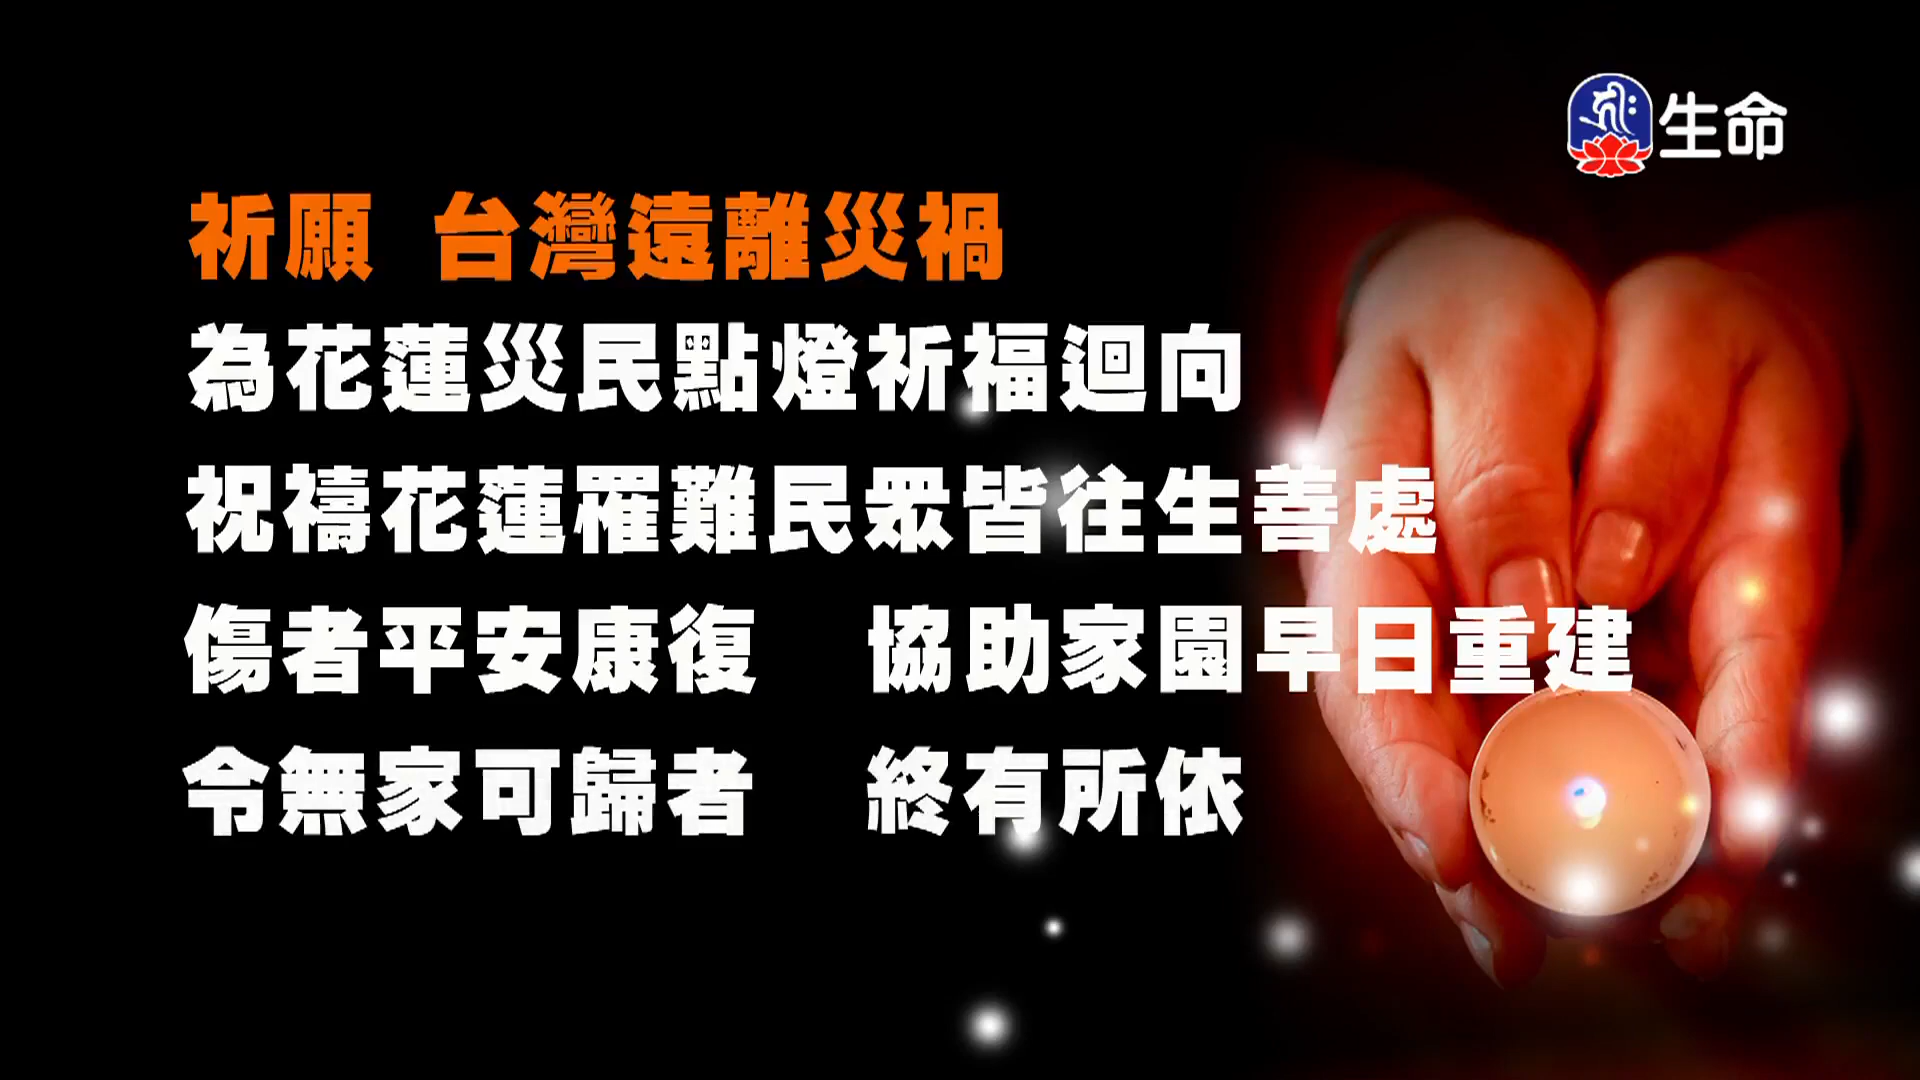 生命
祈願 台灣遠離災禍
為花蓮災民點燈祈福迴向
祝禱花蓮罹難民眾皆往生善處
傷者平安康復 協助家園早日重建
令無家可歸者 終有所依